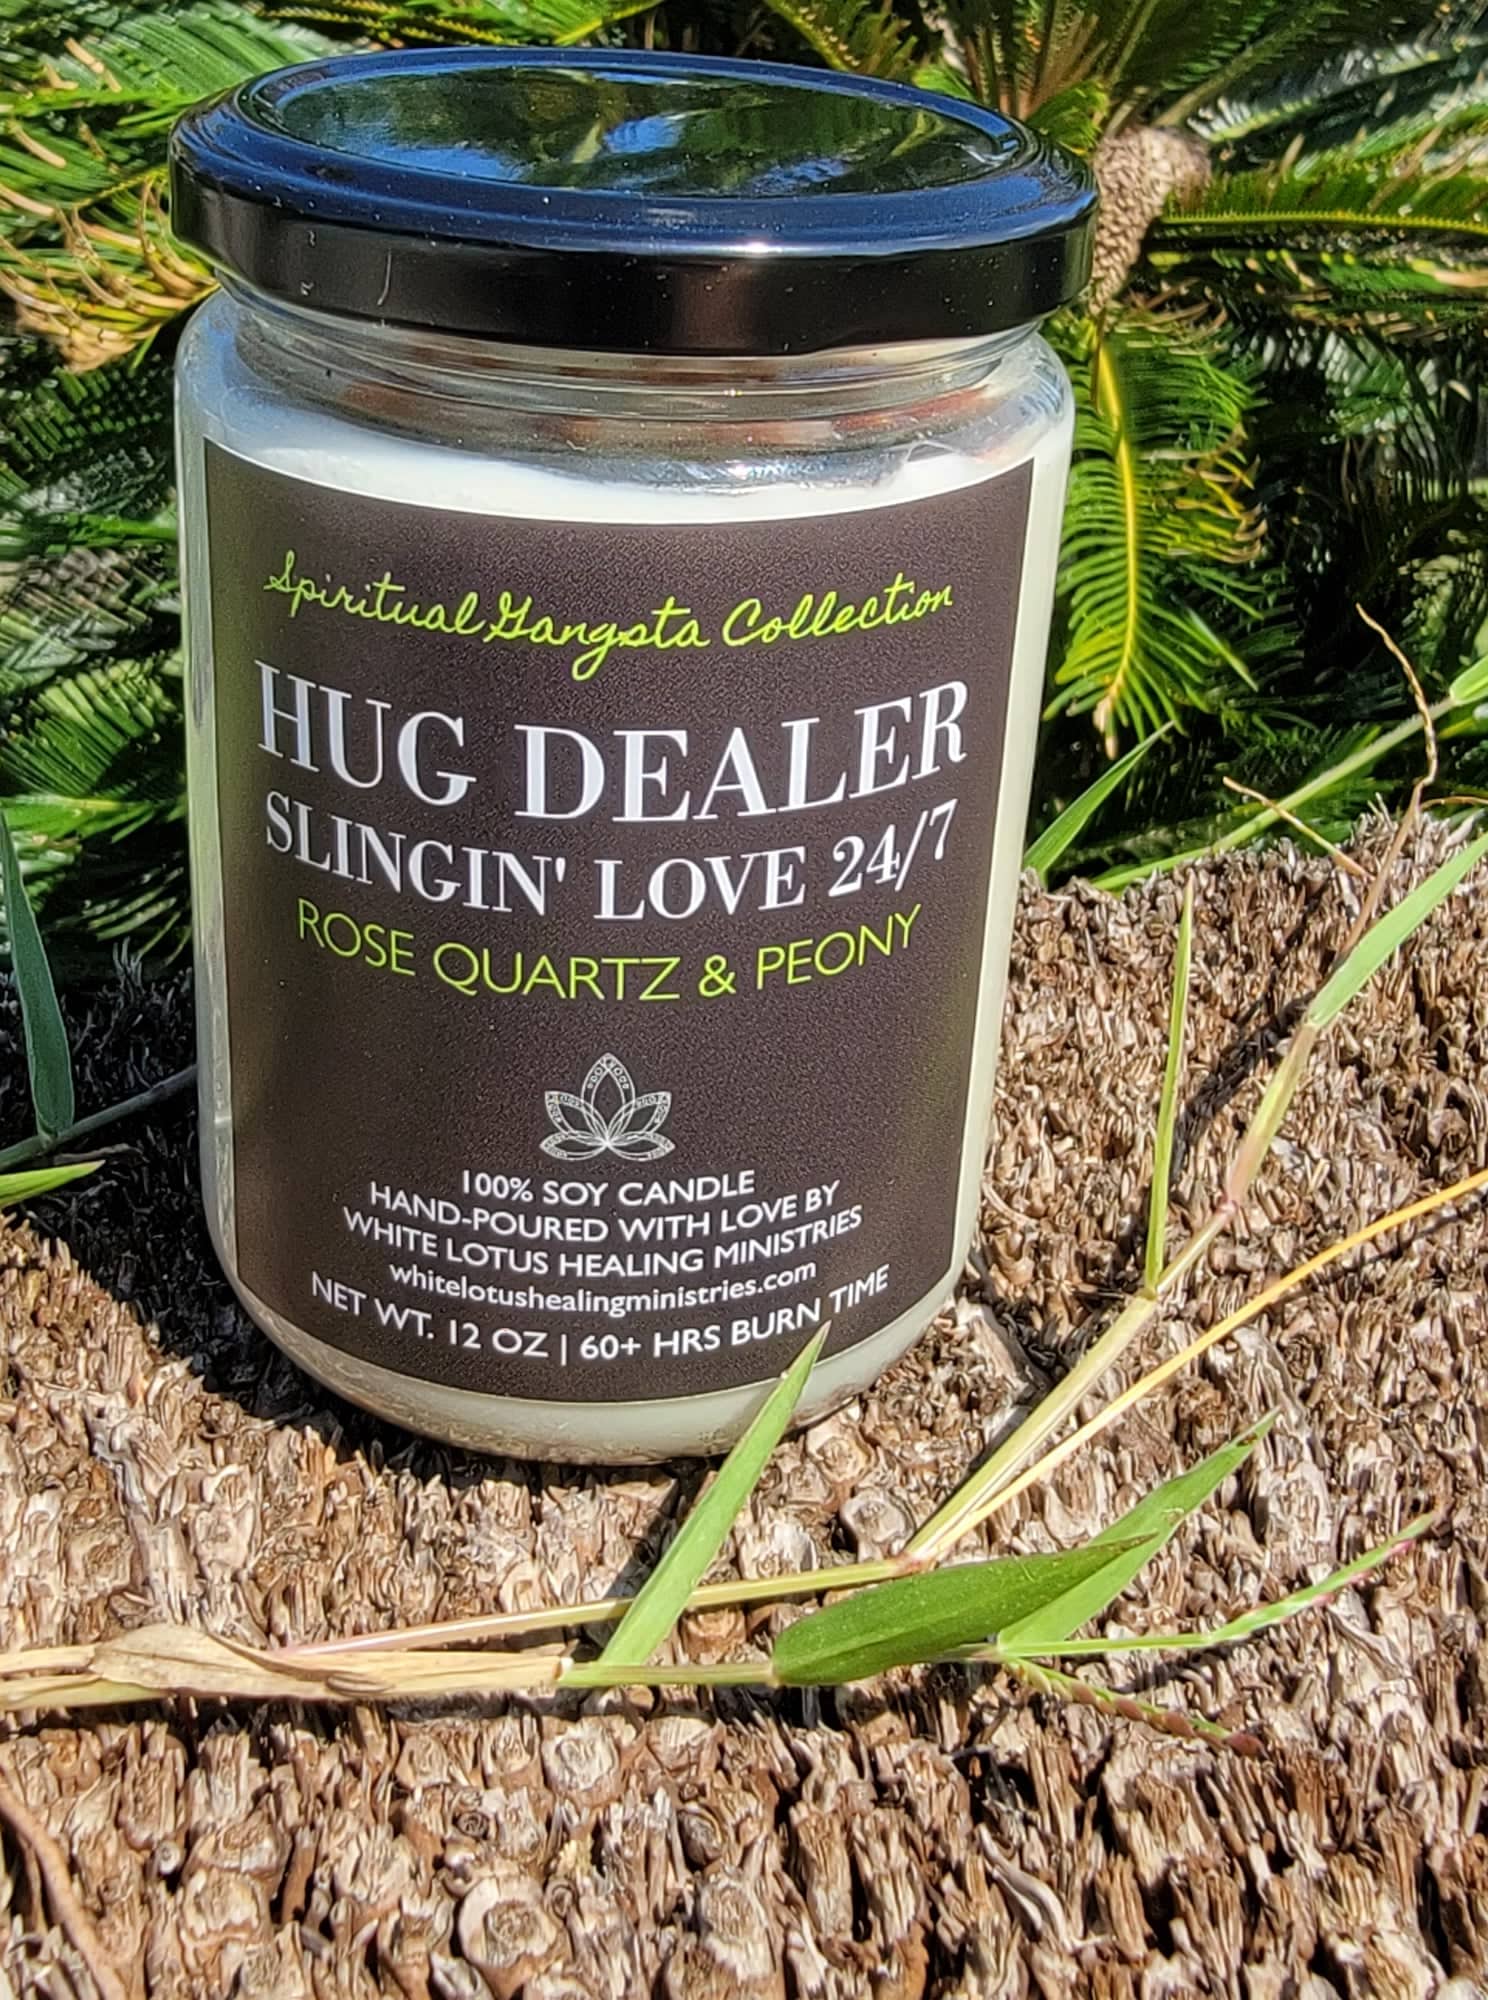 Spiritual Gangsta Collection
HUG DEALER
SLINGIN' LOVE 24/7
ROSE QUARTZ & PEONY
100% SOY CANDLE
HAND-POURED WITH LOVE BY
WHITE LOTUS HEALING MINISTRIES
whitelotushealingministries.com
NET WT. 12 OZ | 60+ HRS BURN TIME